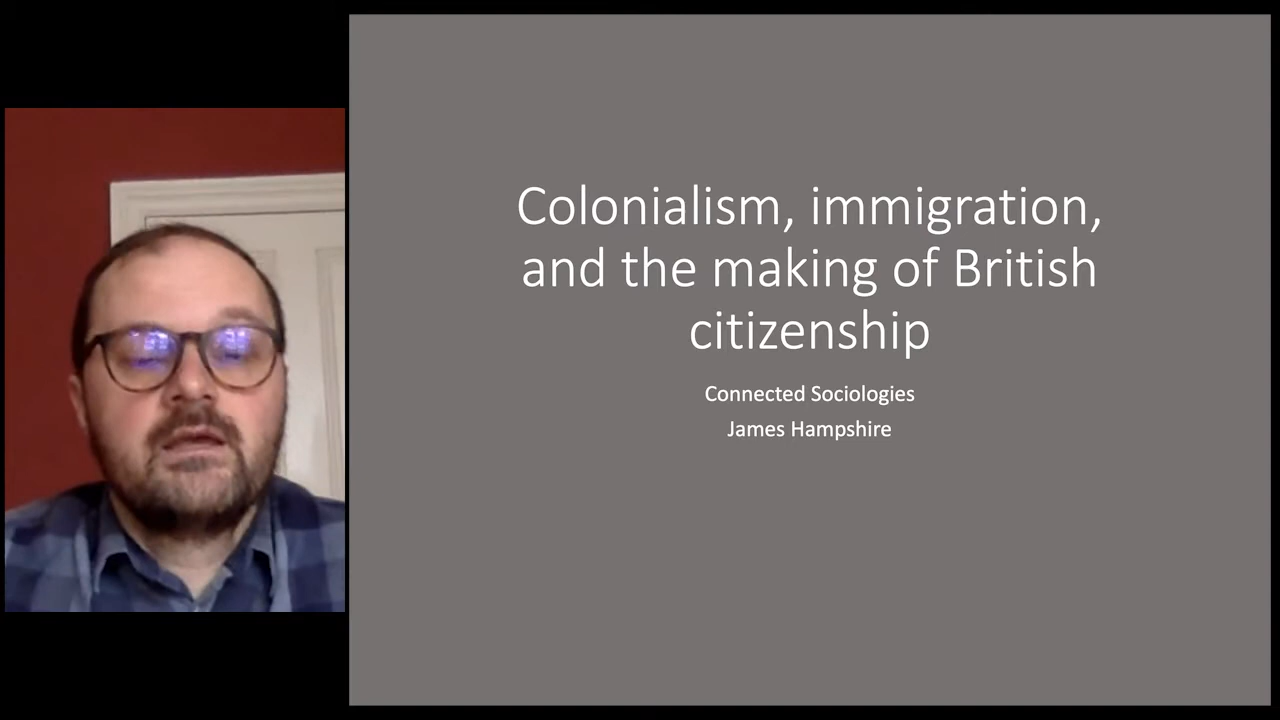 Colonialism, immigration,
and the making of British
citizenship
Connected Sociologies
James Hampshire